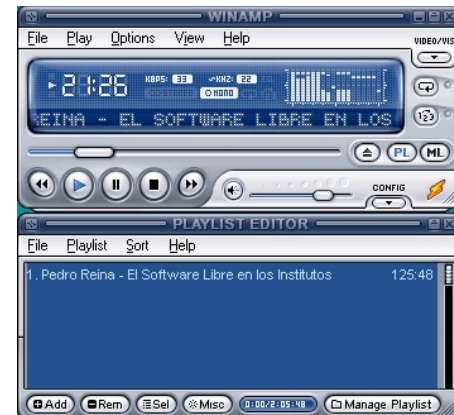 WINAMP
File Play Options View Help
VIDEO/VIS
21:26
KBPS: 33 KHZ: 22
MONO
REINA - EL SOFTWARE LIBRE EN LOS
PL ML
CONFIG
PLAYLIST EDITOR
File Playlist Sort Help
1. Pedro Reina - El Software Libre en los Institutos 125:48
Add Rem Sel Misc 0:00/2:05:48 Manage Playlist